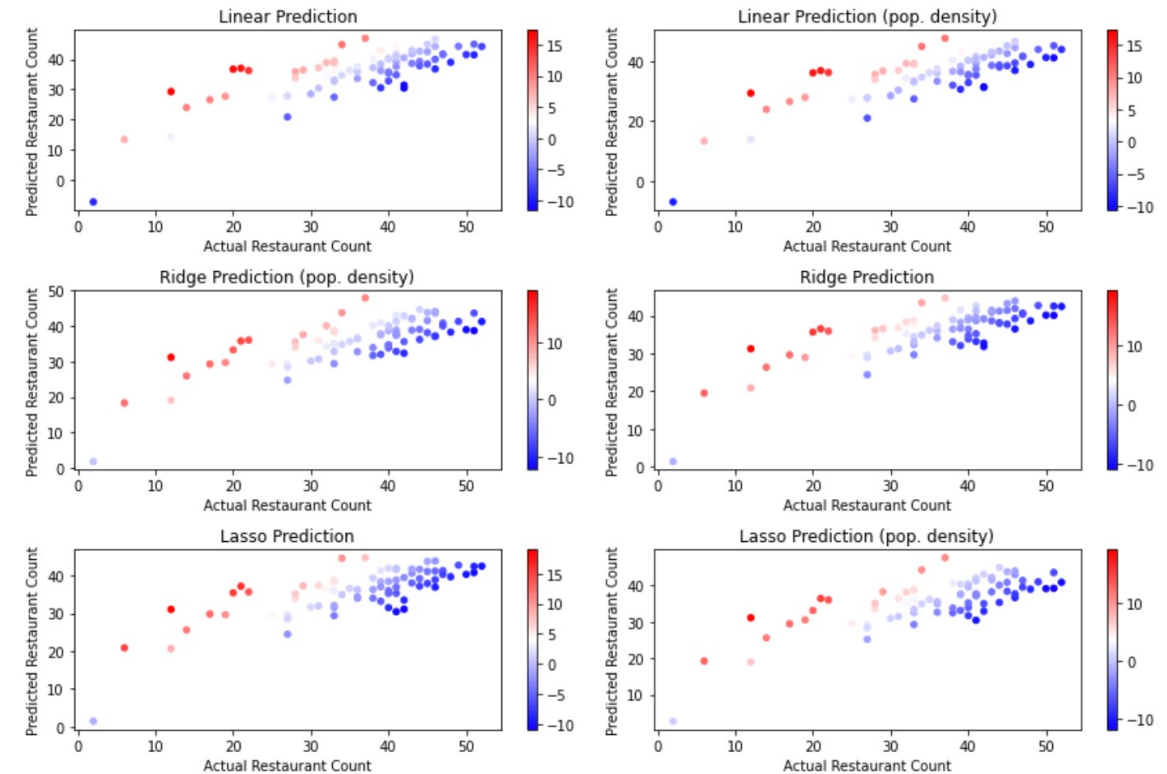 Linear Prediction
Predicted Restaurant Count
40
30
20
10
0
0 10 20 30 40 50
Actual Restaurant Count
15
10
5
0
−5
−10
Linear Prediction (pop. density)
Predicted Restaurant Count
40
20
0
0 10 20 30 40 50
Actual Restaurant Count
15
10
5
0
−5
−10
Ridge Prediction (pop. density)
Predicted Restaurant Count
50
40
30
20
10
0
0 10 20 30 40 50
Actual Restaurant Count
10
0
−10
Ridge Prediction
Predicted Restaurant Count
40
30
20
10
0
0 10 20 30 40 50
Actual Restaurant Count
10
0
−10
Lasso Prediction
Predicted Restaurant Count
40
30
20
10
0
0 10 20 30 40 50
Actual Restaurant Count
15
10
5
0
−5
−10
Lasso Prediction (pop. density)
Predicted Restaurant Count
40
30
20
10
0 10 20 30 40 50
Actual Restaurant Count
10
0
−10